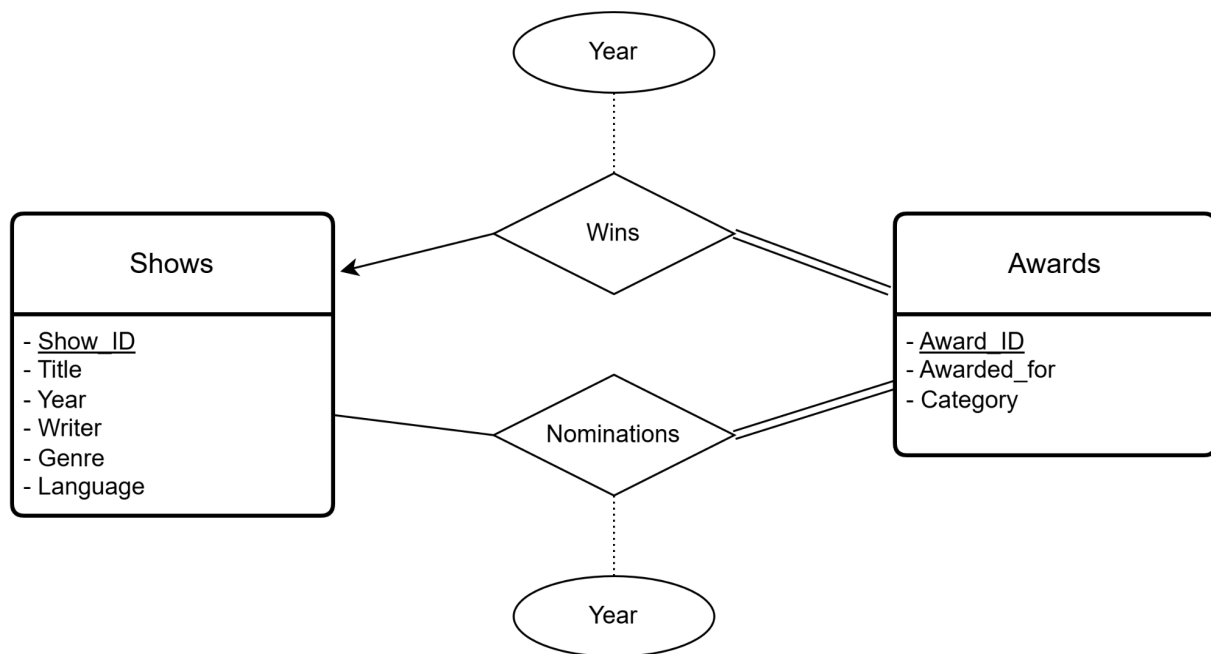 Year
Wins
Shows
- Show_ID
- Title
- Year
- Writer
- Genre
- Language
Awards
- Award_ID
- Awarded_for
- Category
Nominations
Year